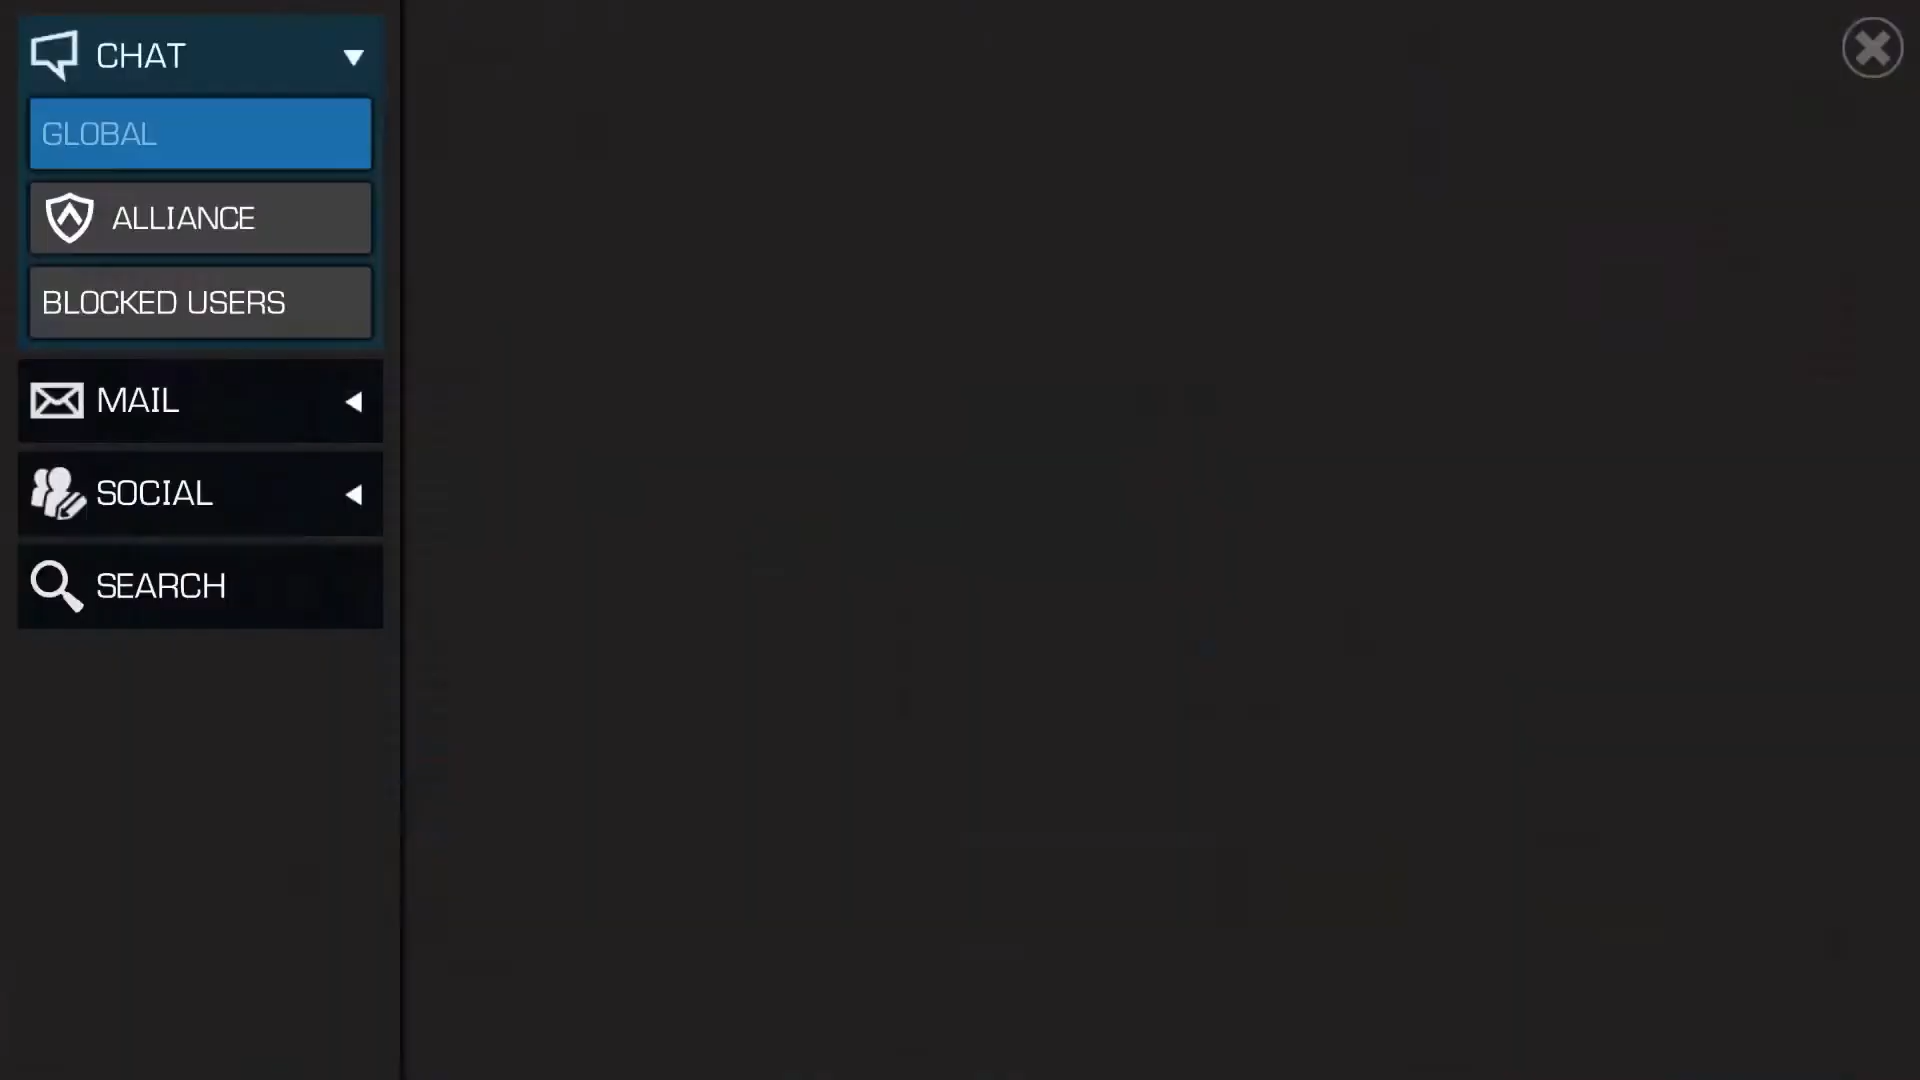 CHAT
GLOBAL
ALLIANCE
BLOCKED USERS
MAIL
SOCIAL
SEARCH